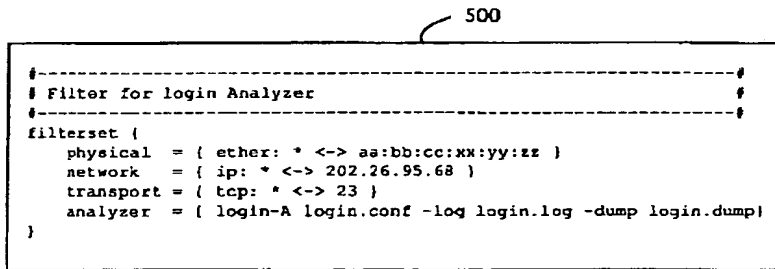 500
#-----------------------------------------------------------------#
# Filter for login Analyzer #
#-----------------------------------------------------------------#
filterset {
physical = { ether: * <-> aa:bb:cc:xx:yy:zz }
network = { ip: * <-> 202.26.95.68 }
transport = { tcp: * <-> 23 }
analyzer = { login-A login.conf -log login.log -dump login.dump}
}